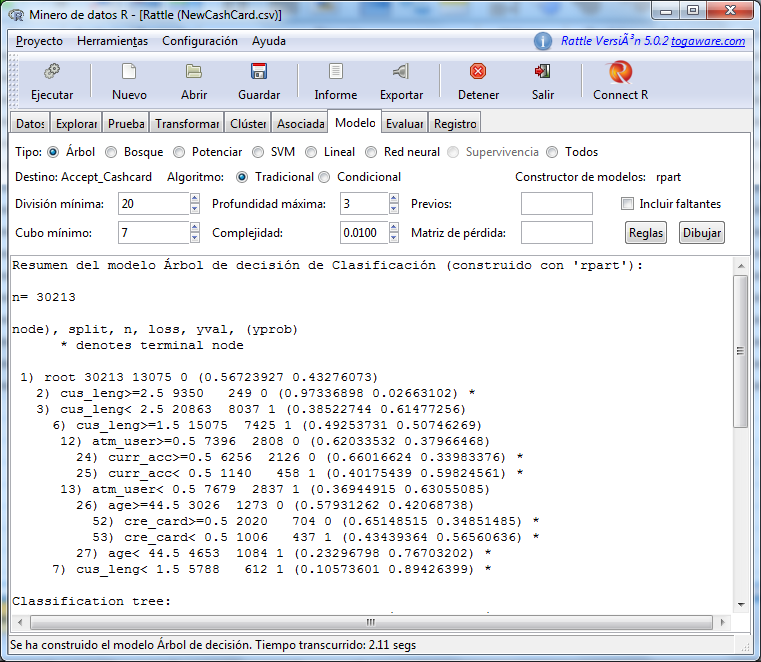 Minero de datos R - [Rattle (NewCashCard.csv)]
Proyecto Herramientas Configuración Ayuda Rattle VersiÃ³n 5.0.2 togaware.com
Ejecutar Nuevo Abrir Guardar Informe Exportar Detener Salir Connect R
Datos Explorar Prueba Transformar Clúster Asociada Modelo Evaluar Registro
Tipo: Árbol Bosque Potenciar SVM Lineal Red neural Supervivencia Todos
Destino: Accept_Cashcard Algoritmo: Tradicional Condicional Constructor de modelos: rpart
División mínima: 20 Profundidad máxima: 3 Previos: Incluir faltantes
Cubo mínimo: 7 Complejidad: 0.0100 Matriz de pérdida: Reglas Dibujar
Resumen del modelo Árbol de decisión de Clasificación (construido con 'rpart'):
n= 30213
node), split, n, loss, yval, (yprob)
* denotes terminal node
1) root 30213 13075 0 (0.56723927 0.43276073)
2) cus_leng>=2.5 9350 249 0 (0.97336898 0.02663102) *
3) cus_leng< 2.5 20863 8037 1 (0.38522744 0.61477256)
6) cus_leng>=1.5 15075 7425 1 (0.49253731 0.50746269)
12) atm_user>=0.5 7396 2808 0 (0.62033532 0.37966468)
24) curr_acc>=0.5 6256 2126 0 (0.66016624 0.33983376) *
25) curr_acc< 0.5 1140 458 1 (0.40175439 0.59824561) *
13) atm_user< 0.5 7679 2837 1 (0.36944915 0.63055085)
26) age>=44.5 3026 1273 0 (0.57931262 0.42068738)
52) cre_card>=0.5 2020 704 0 (0.65148515 0.34851485) *
53) cre_card< 0.5 1006 437 1 (0.43439364 0.56560636) *
27) age< 44.5 4653 1084 1 (0.23296798 0.76703202) *
7) cus_leng< 1.5 5788 612 1 (0.10573601 0.89426399) *
Classification tree:
Se ha construido el modelo Árbol de decisión. Tiempo transcurrido: 2.11 segs